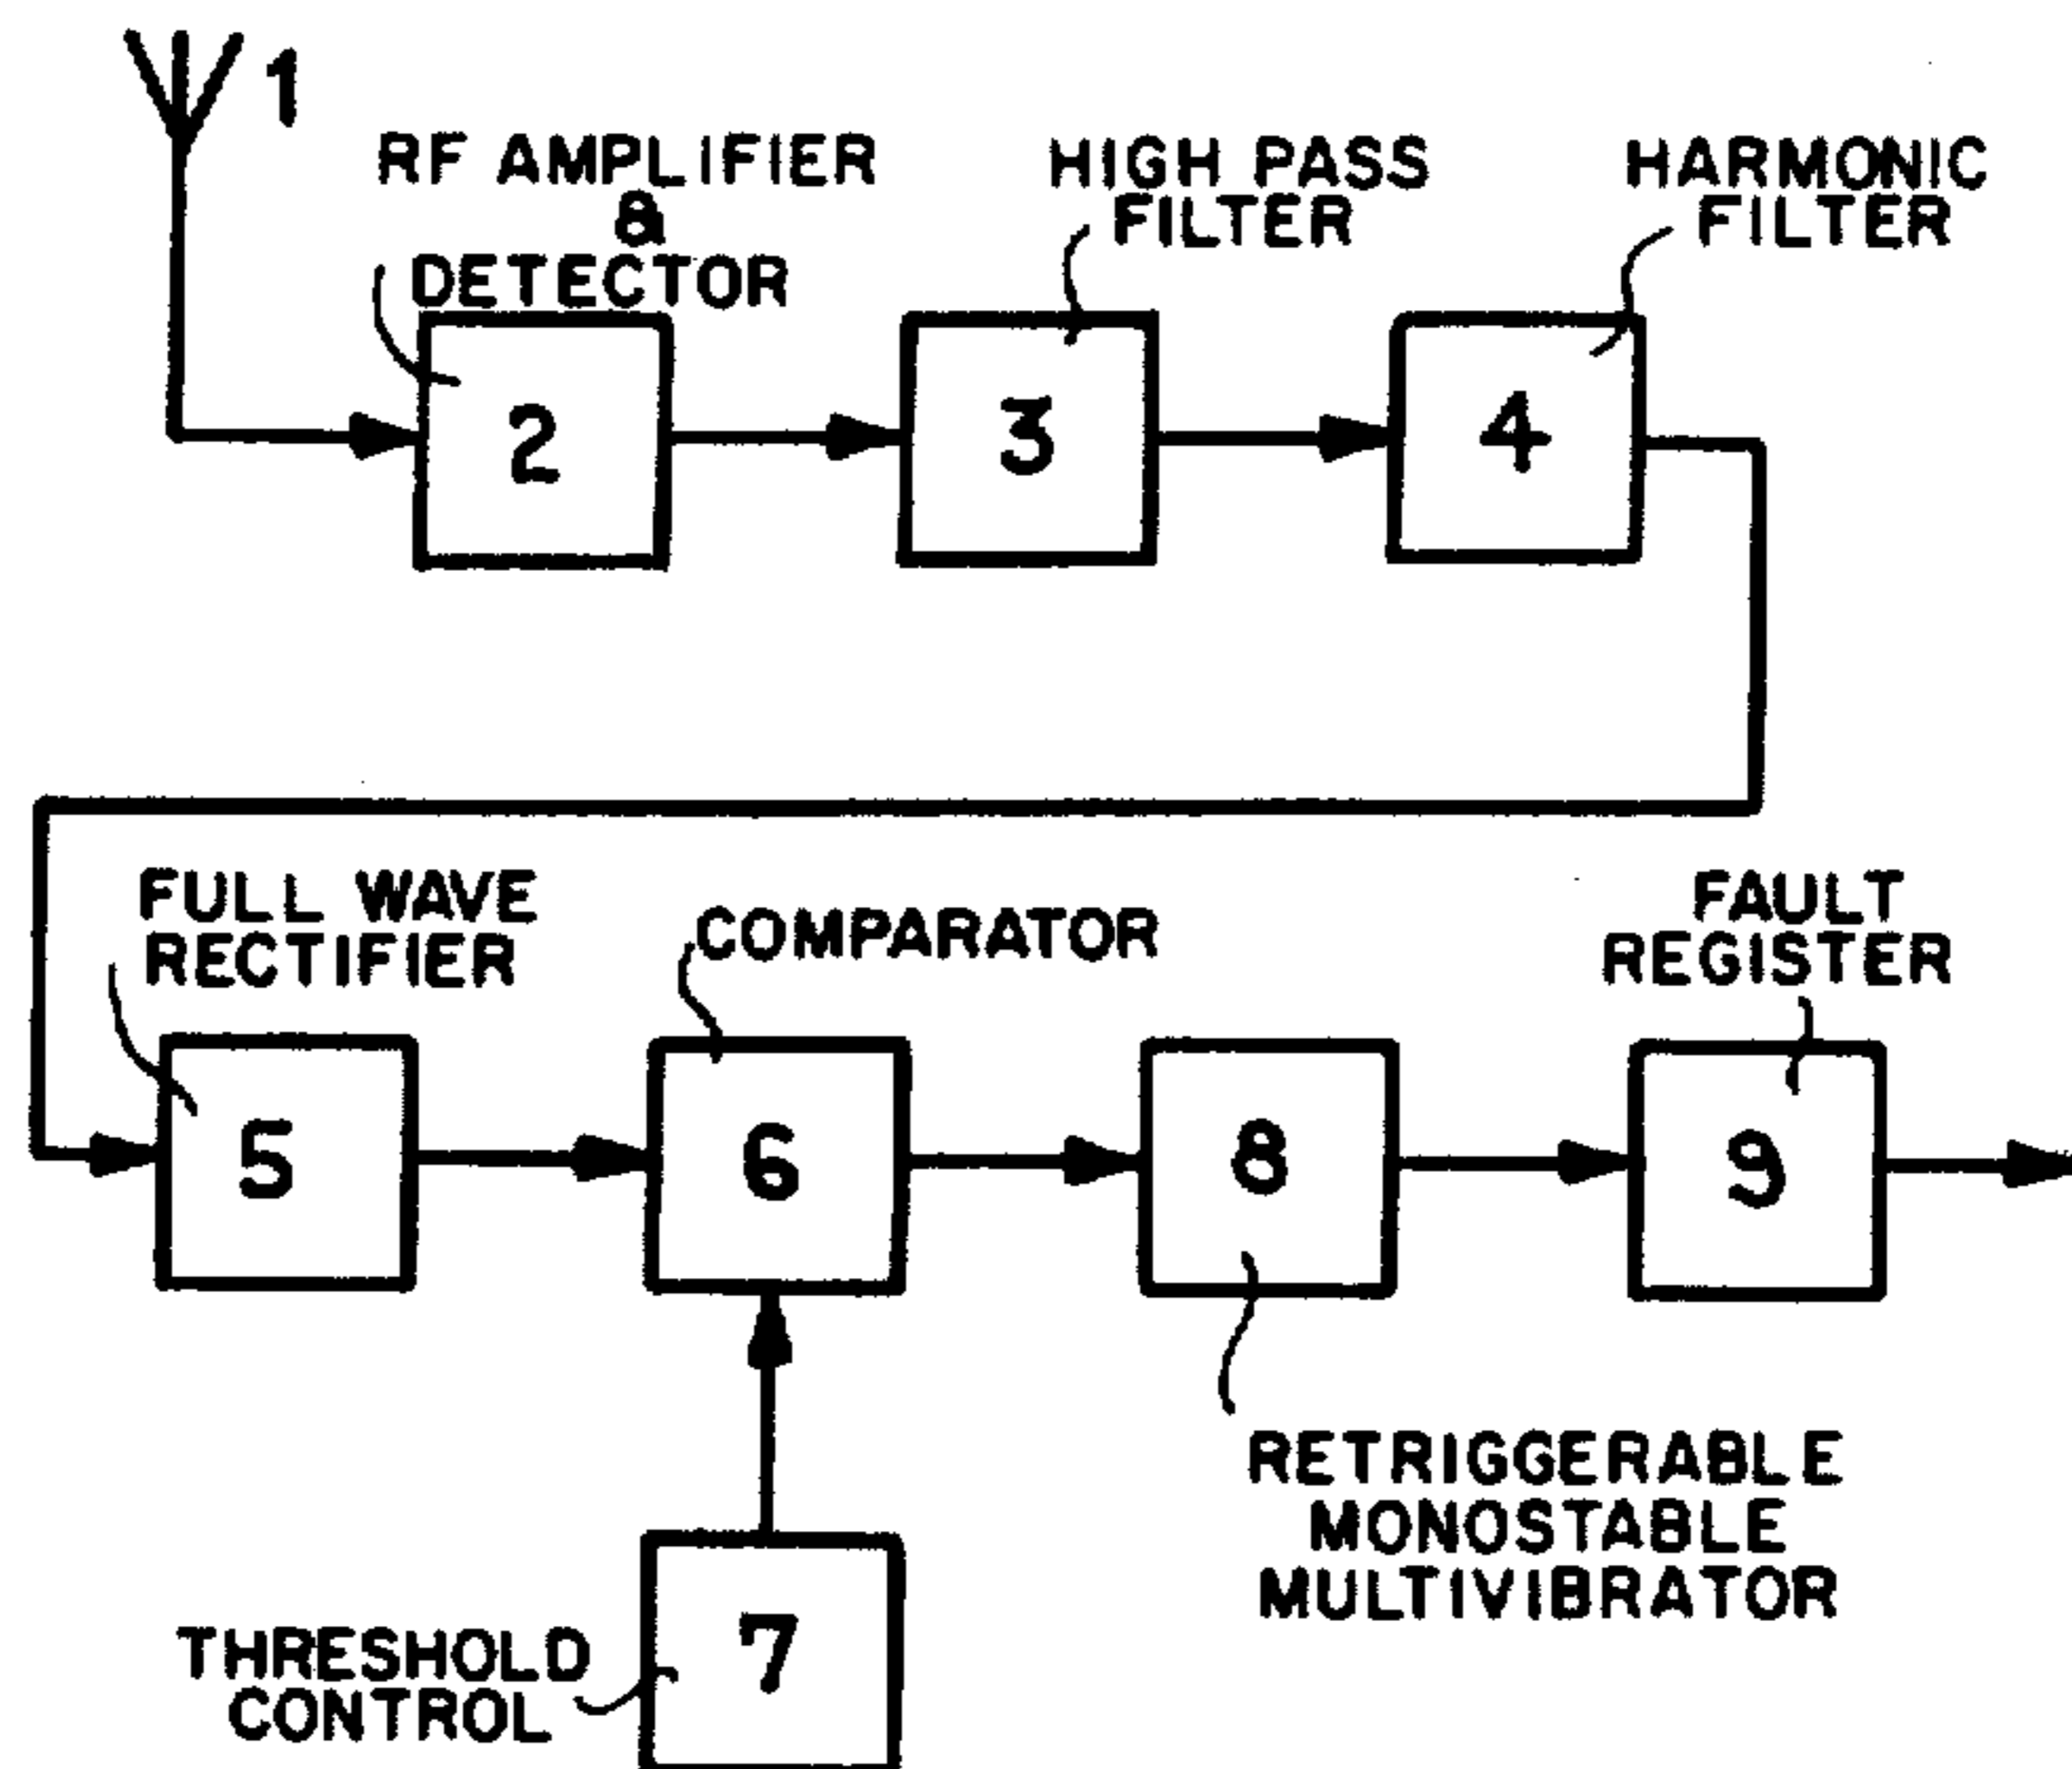 1
RF AMPLIFIER
&
DETECTOR
HIGH PASS
FILTER
HARMONIC
FILTER
2
3
4
FULL WAVE
RECTIFIER
COMPARATOR
FAULT
REGISTER
5
6
8
9
RETRIGGERABLE
MONOSTABLE
MULTIVIBRATOR
THRESHOLD
CONTROL
7